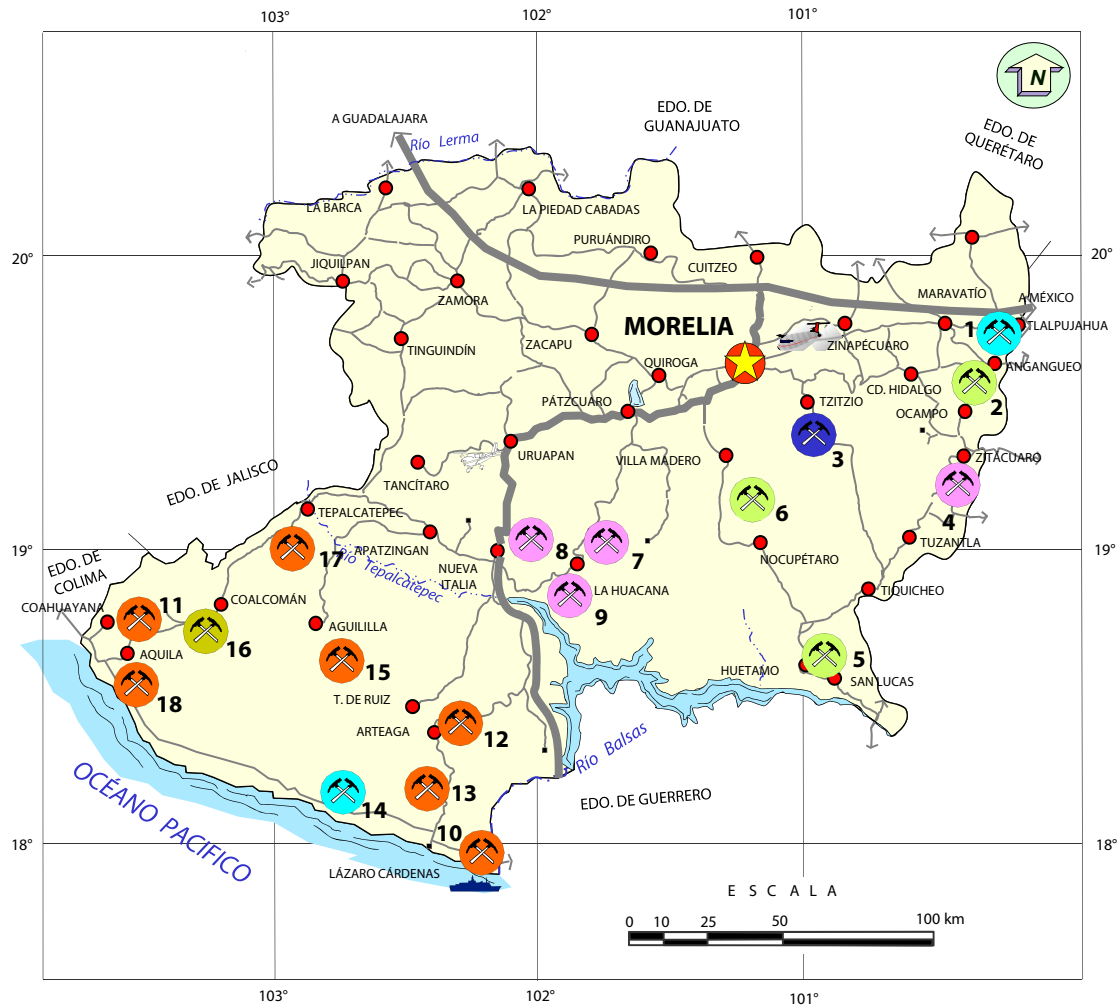 103°
102°
101°
N
EDO. DE
GUANAJUATO
EDO. DE
QUERÉTARO
A GUADALAJARA
Río Lerma
LA BARCA
LA PIEDAD CABADAS
PURUÁNDIRO
CUITZEO
20°
20°
JIQUILPAN
ZAMORA
MARAVATÍO
A MÉXICO
TLALPUJAHUA
1
MORELIA
ZINAPÉCUARO
TINGUINDÍN
ZACAPU
QUIROGA
ANGANGUEO
CD. HIDALGO
2
PÁTZCUARO
TZITZIO
OCAMPO
3
URUAPAN
VILLA MADERO
ZITÁCUARO
EDO. DE JALISCO
TANCÍTARO
6
4
TEPALCATEPEC
TUZANTLA
19°
19°
17
APATZINGAN
Río Tepalcatepec
NUEVA
ITALIA
8
7
NOCUPÉTARO
EDO. DE
COLIMA
LA HUACANA
9
TIQUICHEO
COAHUAYANA
11
COALCOMÁN
16
AGUILILLA
AQUILA
15
HUETAMO
5
SAN LUCAS
18
T. DE RUIZ
ARTEAGA
12
Río Balsas
OCÉANO PACIFICO
14
13
EDO. DE GUERRERO
10
18°
18°
LÁZARO CÁRDENAS
E S C A L A
0 10 25 50 100 km
103°
102°
101°